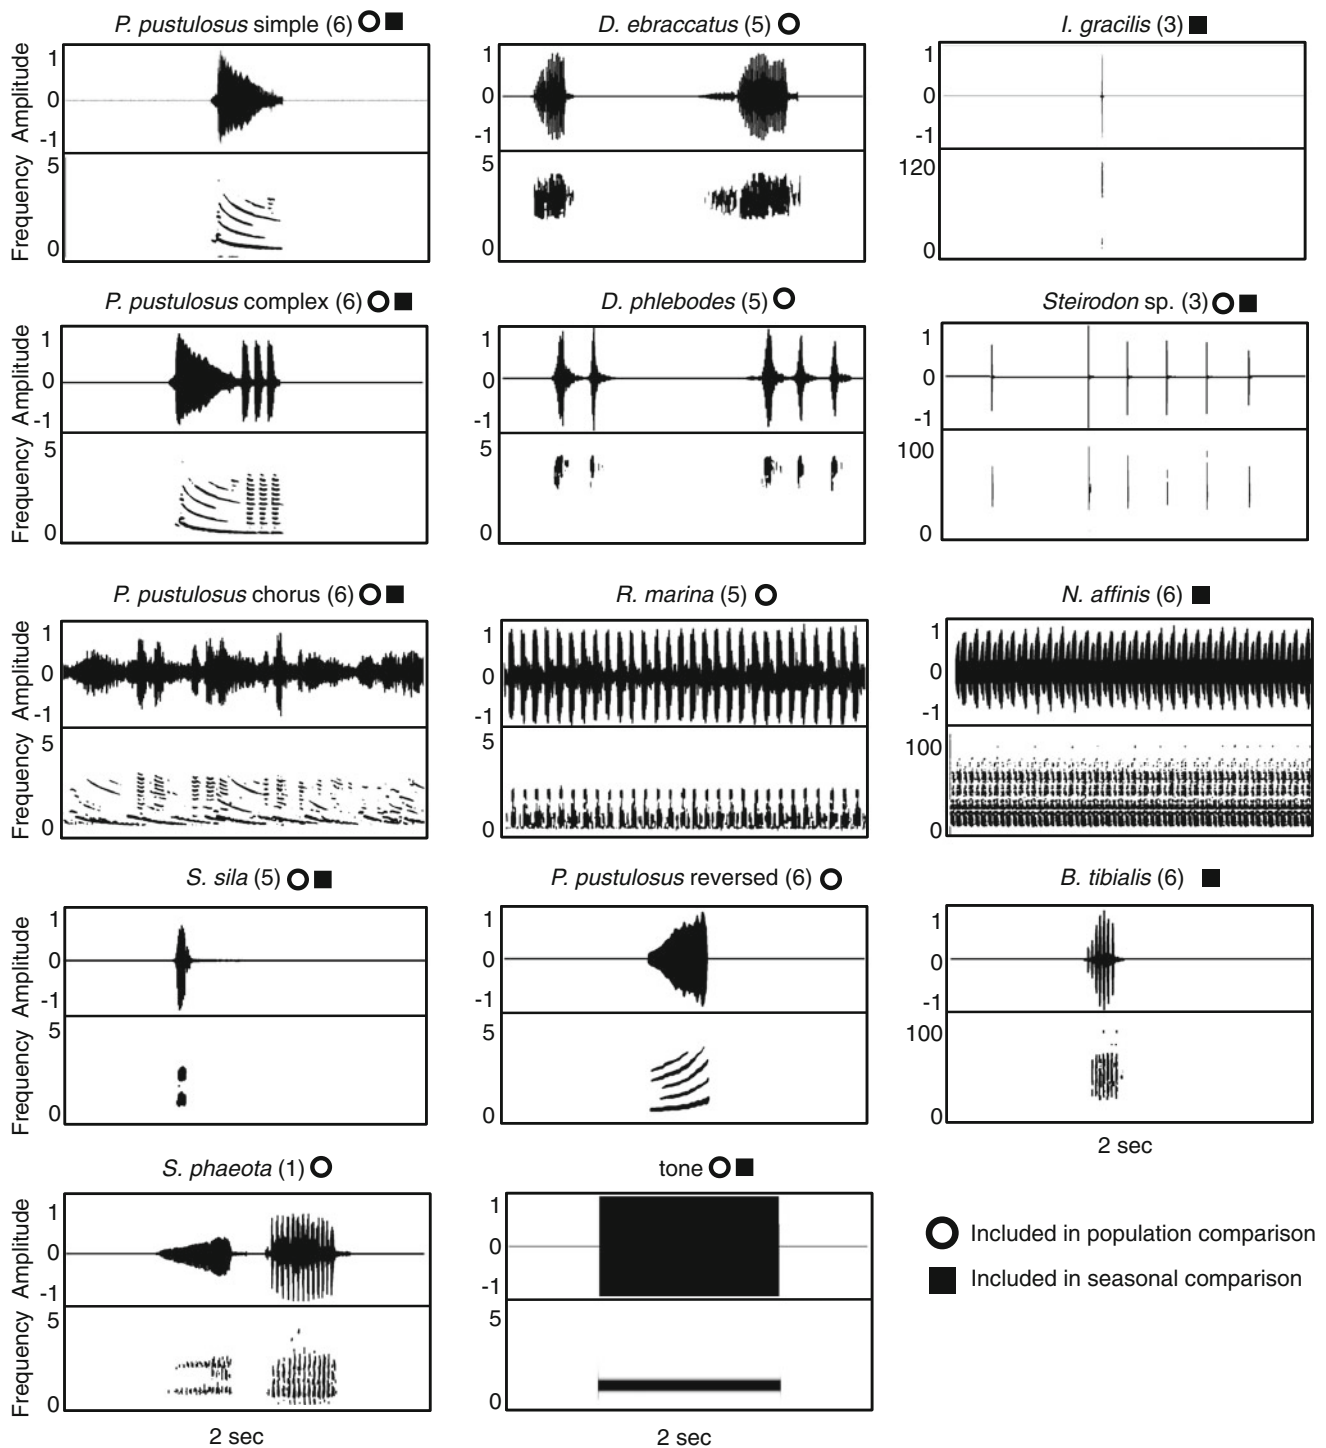 P. pustulosus simple (6)
D. ebraccatus (5)
I. gracilis (3)
Amplitude
1
0
-1
1
0
-1
1
0
-1
Frequency
5
0
5
0
120
0
P. pustulosus complex (6)
D. phlebodes (5)
Steirodon sp. (3)
Amplitude
1
0
-1
1
0
-1
1
0
-1
Frequency
5
0
5
0
100
0
P. pustulosus chorus (6)
R. marina (5)
N. affinis (6)
Amplitude
1
0
-1
1
0
-1
1
0
-1
Frequency
5
0
5
0
100
0
S. sila (5)
P. pustulosus reversed (6)
B. tibialis (6)
Amplitude
1
0
-1
1
0
-1
1
0
-1
Frequency
5
0
5
0
100
0
2 sec
S. phaeota (1)
tone
Amplitude
1
0
-1
1
0
-1
Frequency
5
0
5
0
2 sec
2 sec
Included in population comparison
Included in seasonal comparison